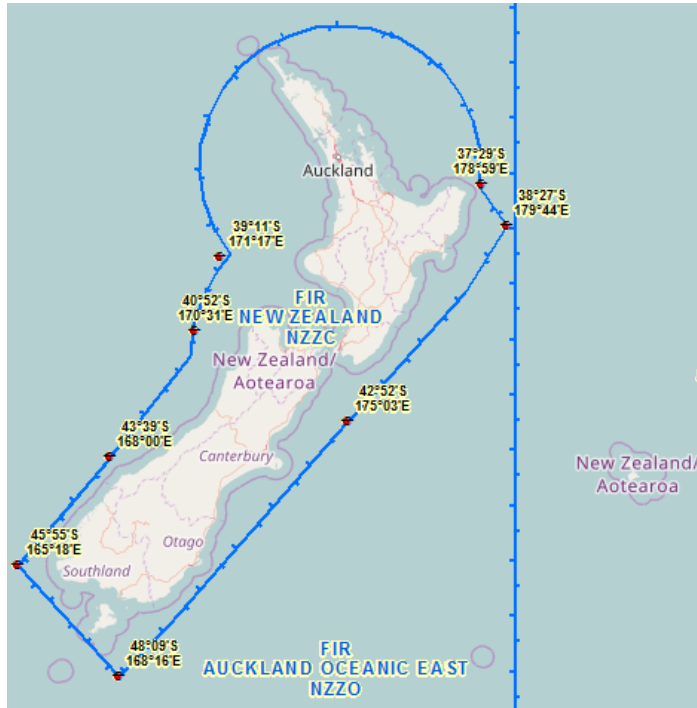 37°29'S
178°59'E
Auckland
38°27'S
179°44'E
39°11'S
171°17'E
40°52'S
170°31'E
FIR
NEW ZEALAND
NZZC
New Zealand/
Aotearoa
42°52'S
175°03'E
43°39'S
168°00'E
Canterbury
New Zealand/
Aotearoa
45°55'S
165°18'E
Otago
Southland
48°09'S
168°16'E
FIR
AUCKLAND OCEANIC EAST
NZZO